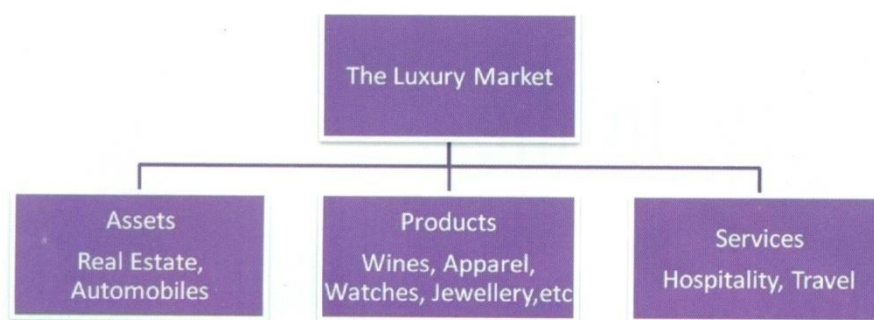 The Luxury Market
Assets
Real Estate,
Automobiles
Products
Wines, Apparel,
Watches, Jewellery,etc
Services
Hospitality, Travel